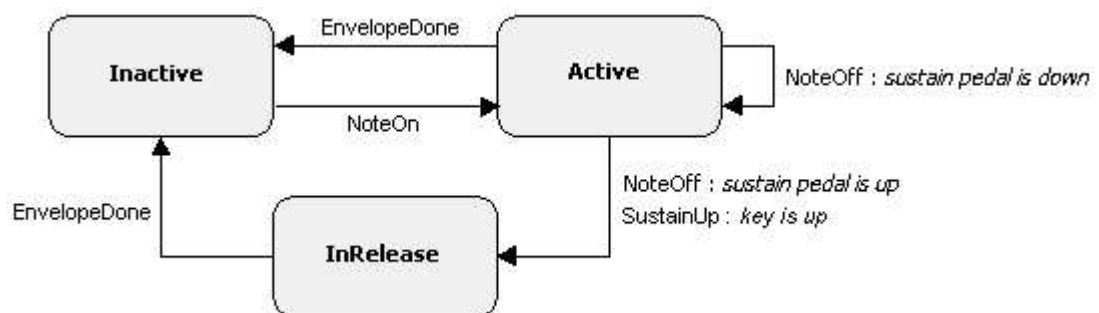 EnvelopeDone
Inactive
Active
NoteOff : sustain pedal is down
NoteOn
NoteOff : sustain pedal is up
SustainUp : key is up
EnvelopeDone
InRelease